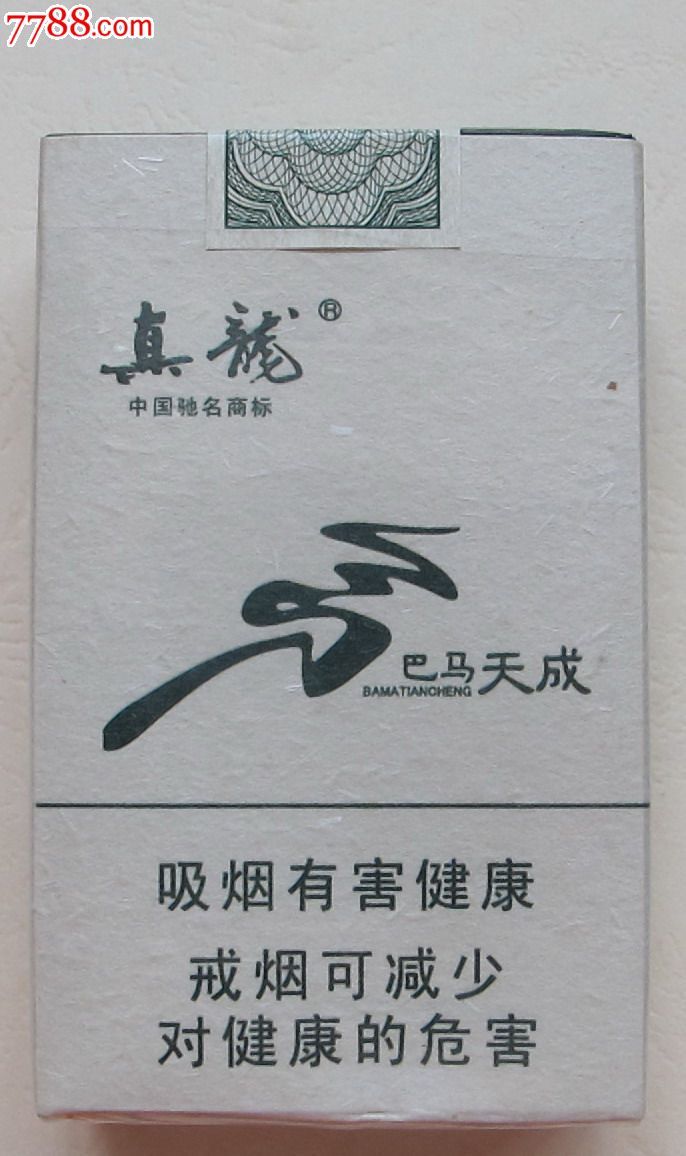 7788.com
真龍®
中国驰名商标
巴马天成
BAMATIANCHENG
吸烟有害健康
戒烟可减少
对健康的危害